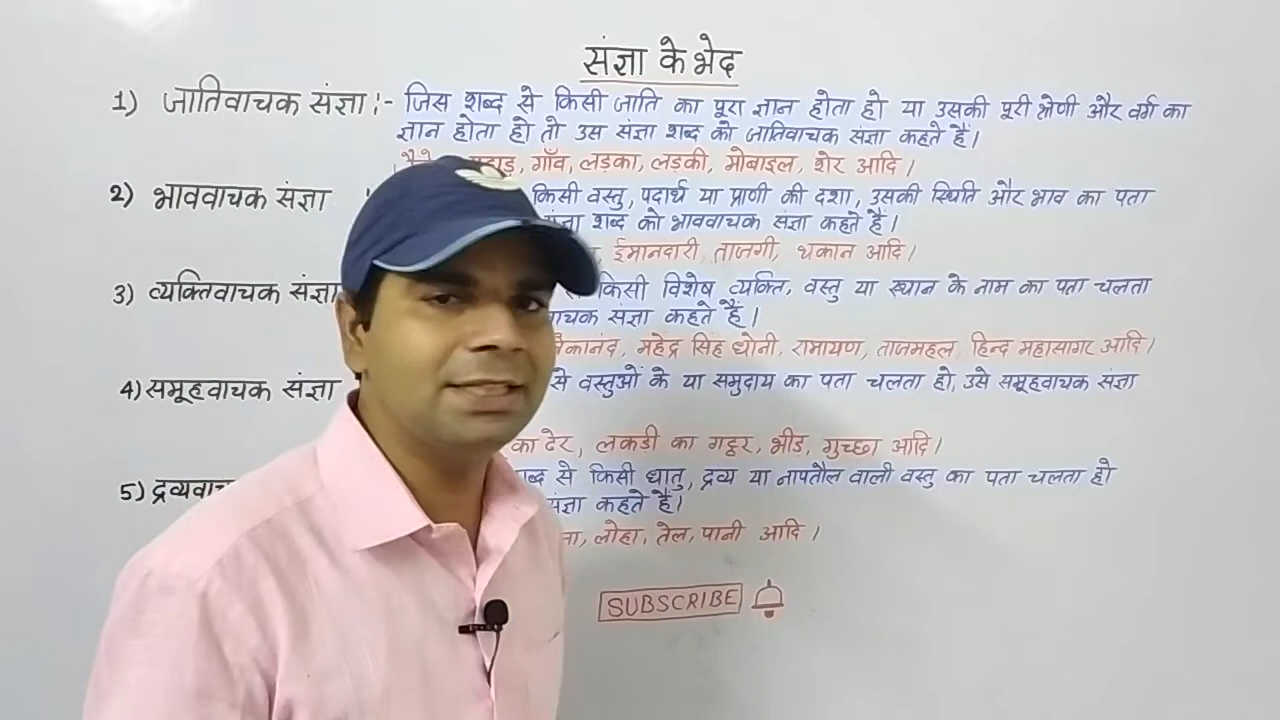 संज्ञा के भेद
1) जातिवाचक संज्ञा :- जिस शब्द से किसी जाति का पूरा ज्ञान होता हो या उसकी पूरी श्रेणी और वर्ग का
ज्ञान होता हो तो उस संज्ञा शब्द को जातिवाचक संज्ञा कहते हैं।
गाँव, लड़का, लडकी, मोबाइल, शेर आदि।
2) भाववाचक संज्ञा किसी वस्तु, पदार्थ या प्राणी की दशा, उसकी स्थिति और भाव का पता
शब्द को भाववाचक संज्ञा कहते हैं।
ईमानदारी, ताजगी, थकान आदि।
3) व्यक्तिवाचक संज्ञा किसी विशेष व्यक्ति, वस्तु या स्थान के नाम का पता चलता
संज्ञा कहते हैं।
महेंद्र सिंह धोनी, रामायण, ताजमहल, हिन्द महासागर आदि।
4) समूहवाचक संज्ञा से वस्तुओं के या समुदाय का पता चलता हो, उसे समूहवाचक संज्ञा
का ढेर, लकडी का गट्ठर, भीड़, गुच्छा आदि।
5) से किसी धातु, द्रव्य या नापतौल वाली वस्तु का पता चलता हो
कहते हैं।
लोहा, तेल, पानी आदि।
SUBSCRIBE